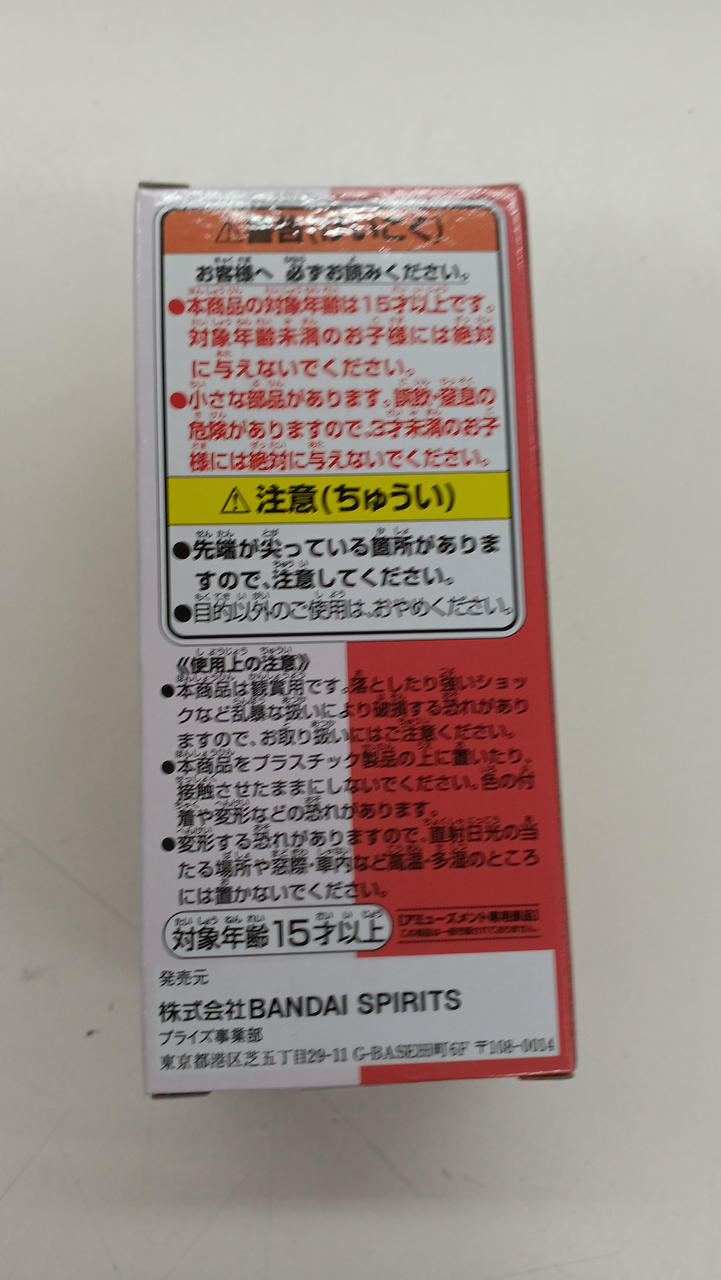 ⚠警告(けいこく)
お客様へ 必ずお読みください。
●本商品の対象年齢は15才以上です。
対象年齢未満のお子様には絶対
に与えないでください。
●小さな部品があります。誤飲・窒息の
危険がありますので、3才未満のお子
様には絶対に与えないでください。
⚠注意(ちゅうい)
●先端が尖っている箇所がありま
すので、注意してください。
●目的以外のご使用は、おやめください。
《使用上の注意》
●本商品は観賞用です。落としたり強いショッ
クなど乱暴な扱いにより破損する恐れがあり
ますので、お取り扱いにはご注意ください。
●本商品をプラスチック製品の上に置いたり、
接触させたままにしないでください。色の付
着や変形などの恐れがあります。
●変形する恐れがありますので、直射日光の当
たる場所や窓際・車内など高温・多湿のところ
には置かないでください。
対象年齢15才以上
【アミューズメント専用景品】
この商品は一般市販されておりません。
発売元
株式会社BANDAI SPIRITS
プライズ事業部
東京都港区芝五丁目29-11 G-BASE田町6F 〒108-0014